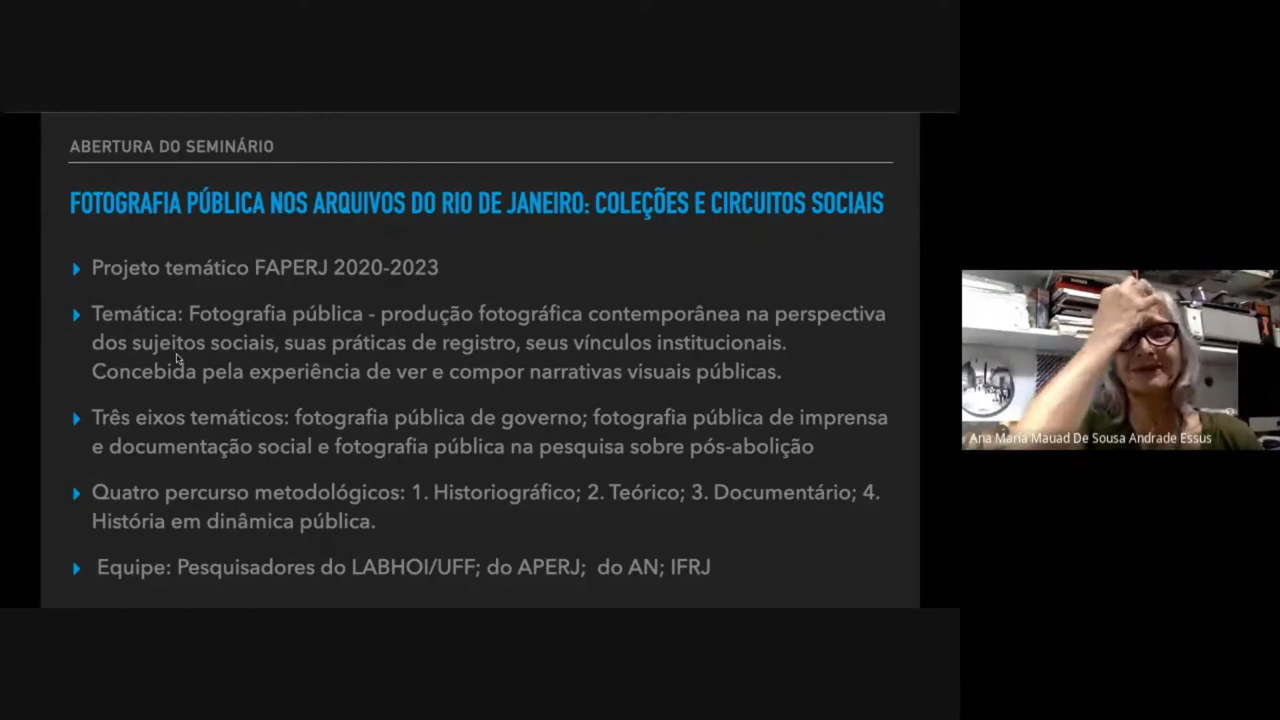 ABERTURA DO SEMINÁRIO
FOTOGRAFIA PÚBLICA NOS ARQUIVOS DO RIO DE JANEIRO: COLEÇÕES E CIRCUITOS SOCIAIS
Projeto temático FAPERJ 2020-2023
Temática: Fotografia pública - produção fotográfica contemporânea na perspectiva
dos sujeitos sociais, suas práticas de registro, seus vínculos institucionais.
Concebida pela experiência de ver e compor narrativas visuais públicas.
Três eixos temáticos: fotografia pública de governo; fotografia pública de imprensa
e documentação social e fotografia pública na pesquisa sobre pós-abolição
Quatro percurso metodológicos: 1. Historiográfico; 2. Teórico; 3. Documentário; 4.
História em dinâmica pública.
Equipe: Pesquisadores do LABHOI/UFF; do APERJ; do AN; IFRJ
Ana Maria Mauad De Sousa Andrade Essus